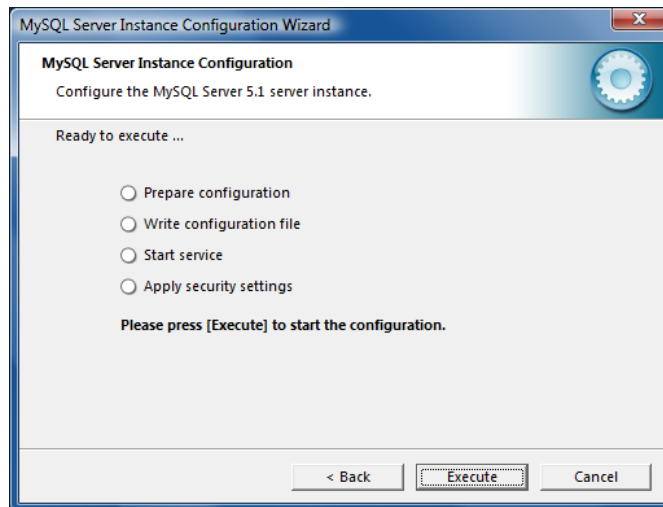 MySQL Server Instance Configuration Wizard
MySQL Server Instance Configuration
Configure the MySQL Server 5.1 server instance.
Ready to execute ...
Prepare configuration
Write configuration file
Start service
Apply security settings
Please press [Execute] to start the configuration.
< Back Execute Cancel